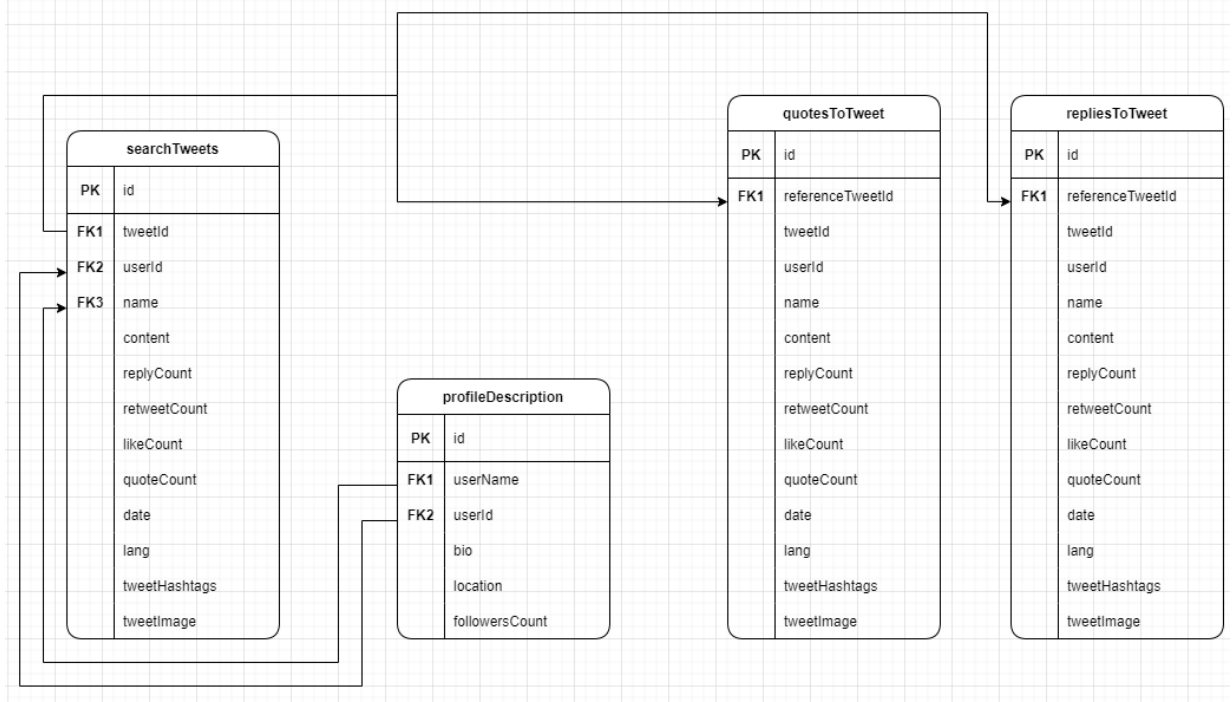 searchTweets
PK id
FK1 tweetId
FK2 userId
FK3 name
content
replyCount
retweetCount
likeCount
quoteCount
date
lang
tweetHashtags
tweetImage
profileDescription
PK id
FK1 userName
FK2 userId
bio
location
followersCount
quotesToTweet
PK id
FK1 referenceTweetId
tweetId
userId
name
content
replyCount
retweetCount
likeCount
quoteCount
date
lang
tweetHashtags
tweetImage
repliesToTweet
PK id
FK1 referenceTweetId
tweetId
userId
name
content
replyCount
retweetCount
likeCount
quoteCount
date
lang
tweetHashtags
tweetImage